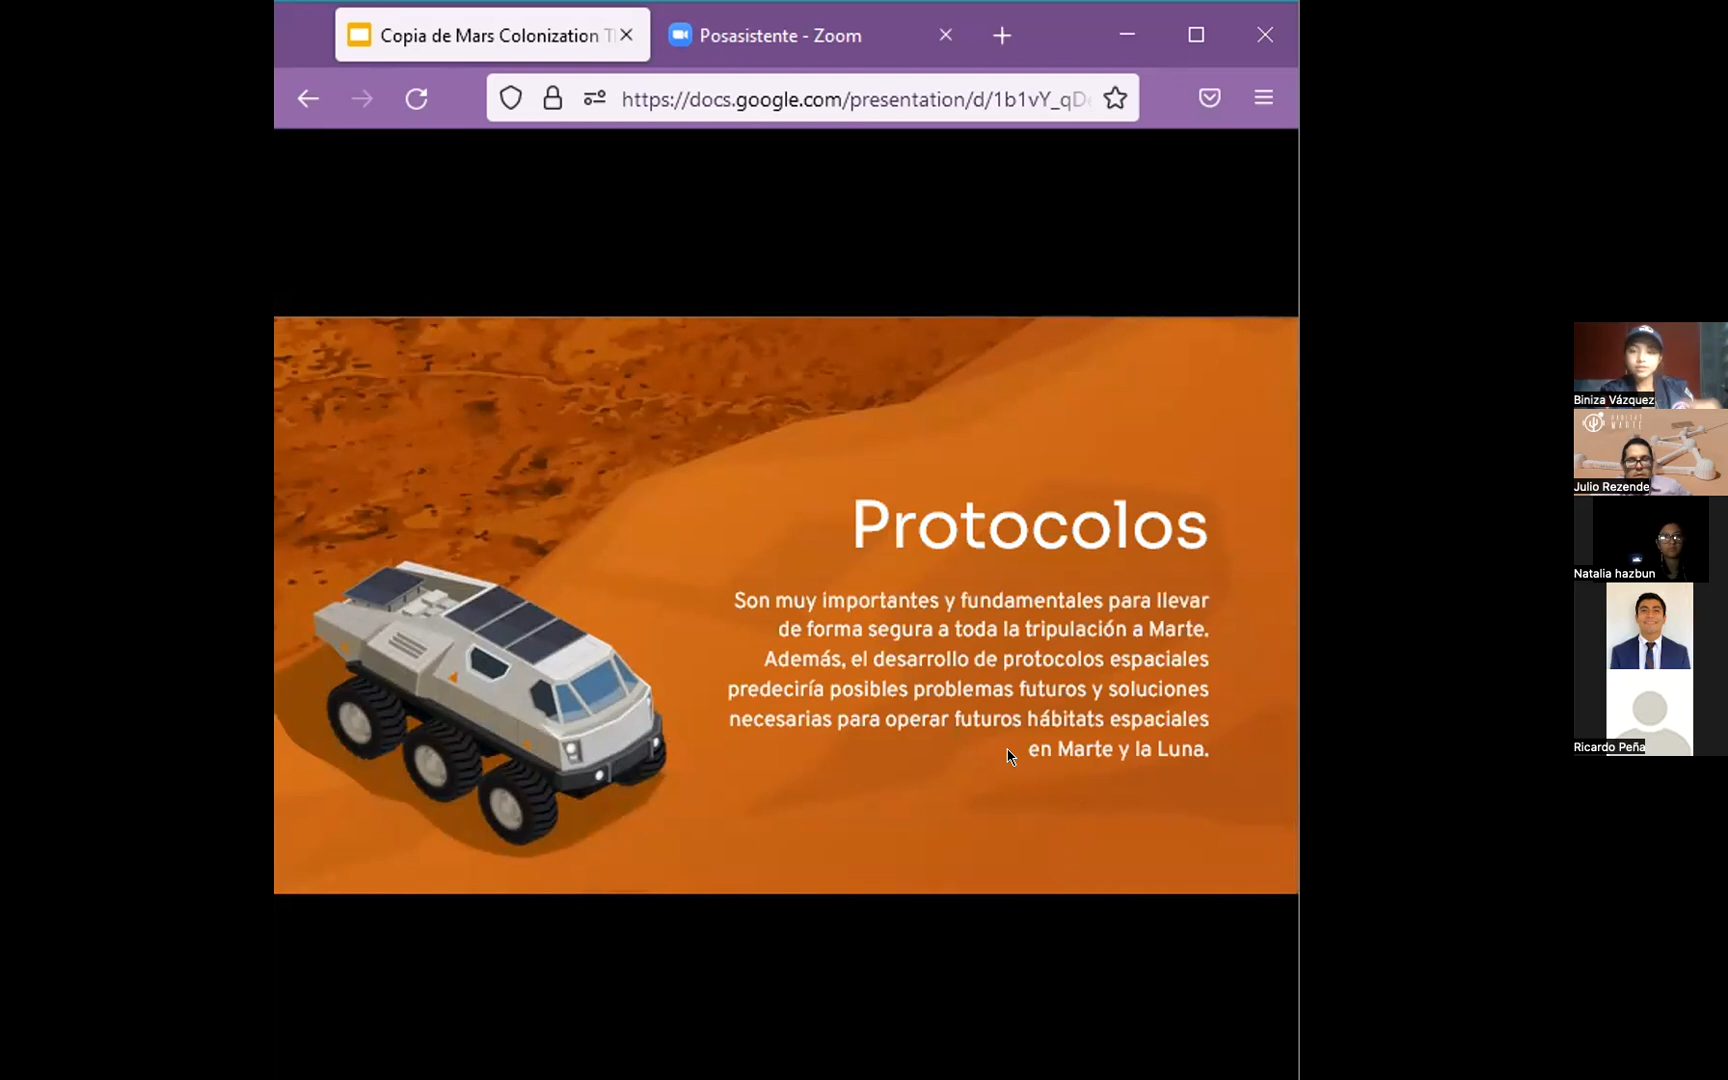 Copia de Mars Colonization T
Posasistente - Zoom
https://docs.google.com/presentation/d/1b1vY_qD
Protocolos
Son muy importantes y fundamentales para llevar
de forma segura a toda la tripulación a Marte.
Además, el desarrollo de protocolos espaciales
predeciría posibles problemas futuros y soluciones
necesarias para operar futuros hábitats espaciales
en Marte y la Luna.
Biniza Vázquez
HABITAT
MARTE
Julio Rezende
Natalia hazbun
Ricardo Peña